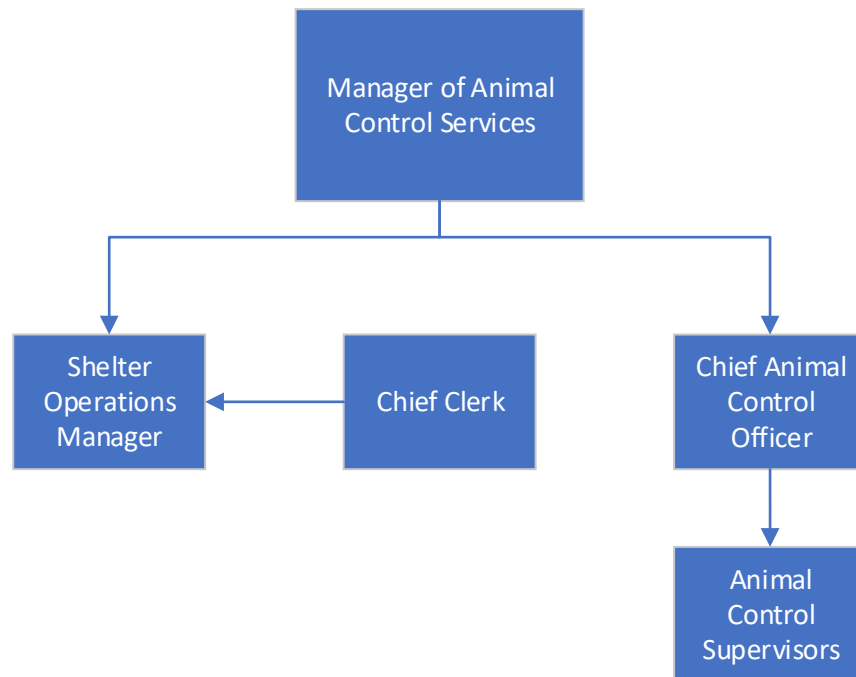 Manager of Animal
Control Services
Shelter
Operations
Manager
Chief Clerk
Chief Animal
Control
Officer
Animal
Control
Supervisors